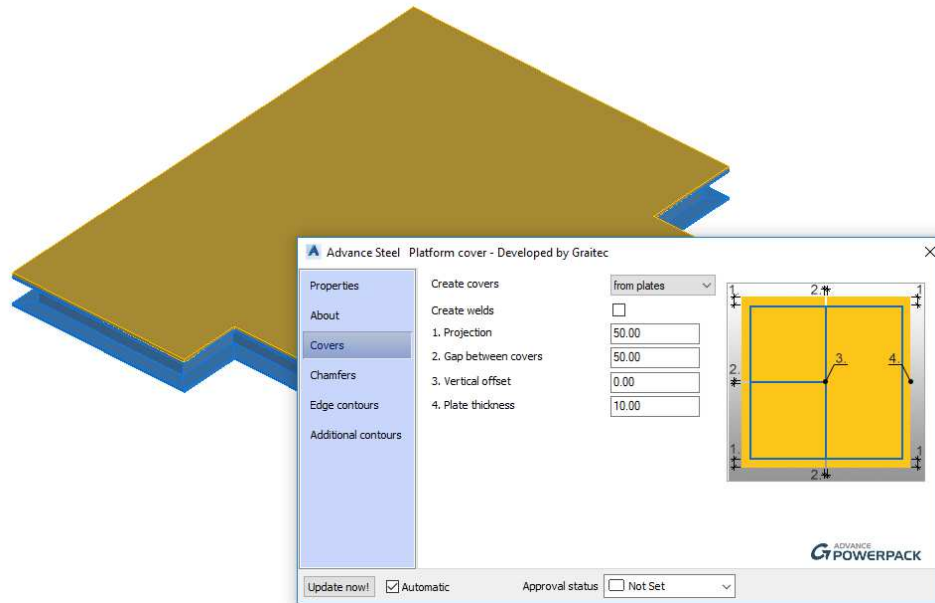 Advance Steel Platform cover - Developed by Graitec
Properties
About
Covers
Chamfers
Edge contours
Additional contours
Create covers from plates
Create welds
1. Projection 50.00
2. Gap between covers 50.00
3. Vertical offset 0.00
4. Plate thickness 10.00
1. 2. 1
3. 4.
2.
1. 1
2.
ADVANCE
POWERPACK
Update now! Automatic Approval status Not Set